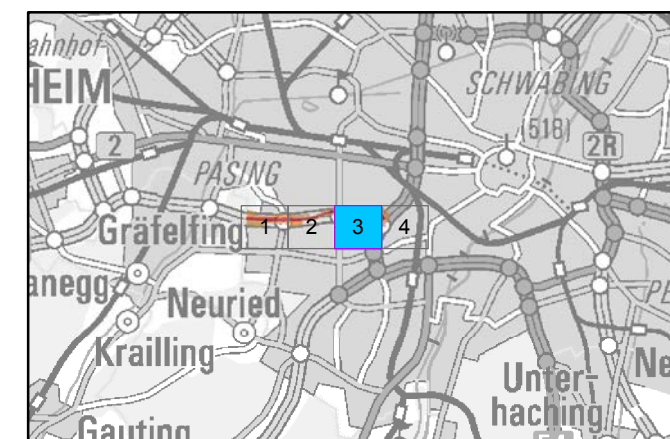 ahnhof
HEIM
SCHWABING
(518)
2
2R
PASING
1
2
3
4
Gräfelfing
anegg
Neuried
Krailling
Unter-
haching
Ne
Gauting